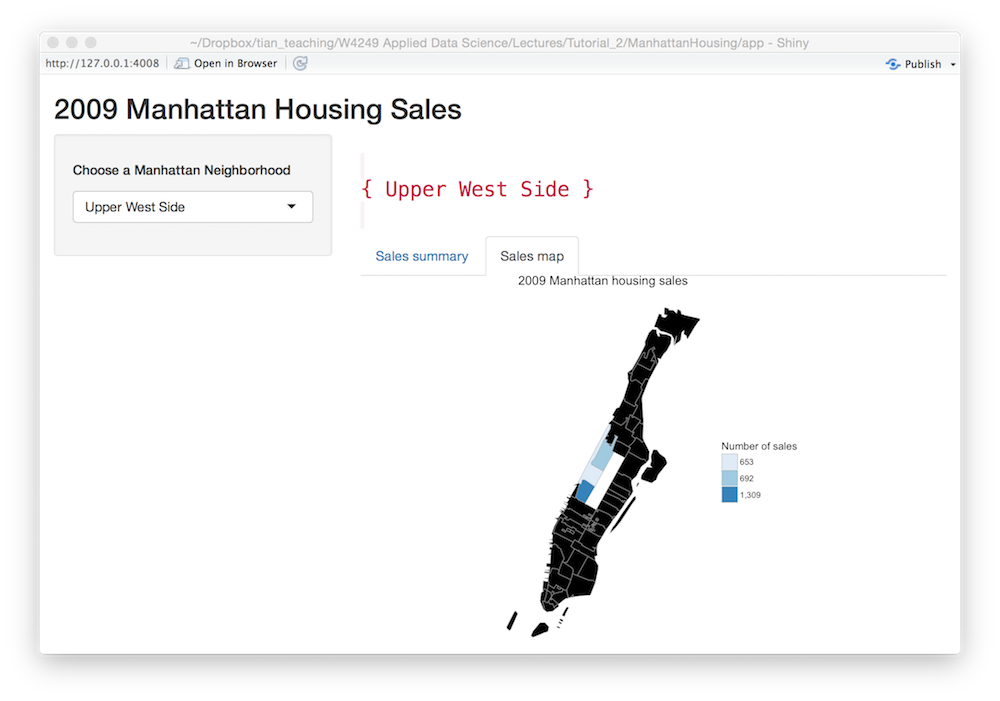 ~/Dropbox/tian_teaching/W4249 Applied Data Science/Lectures/Tutorial_2/ManhattanHousing/app - Shiny
http://127.0.0.1:4008 Open in Browser Publish
2009 Manhattan Housing Sales
Choose a Manhattan Neighborhood
Upper West Side
{ Upper West Side }
Sales summary Sales map
2009 Manhattan housing sales
Number of sales
653
692
1,309